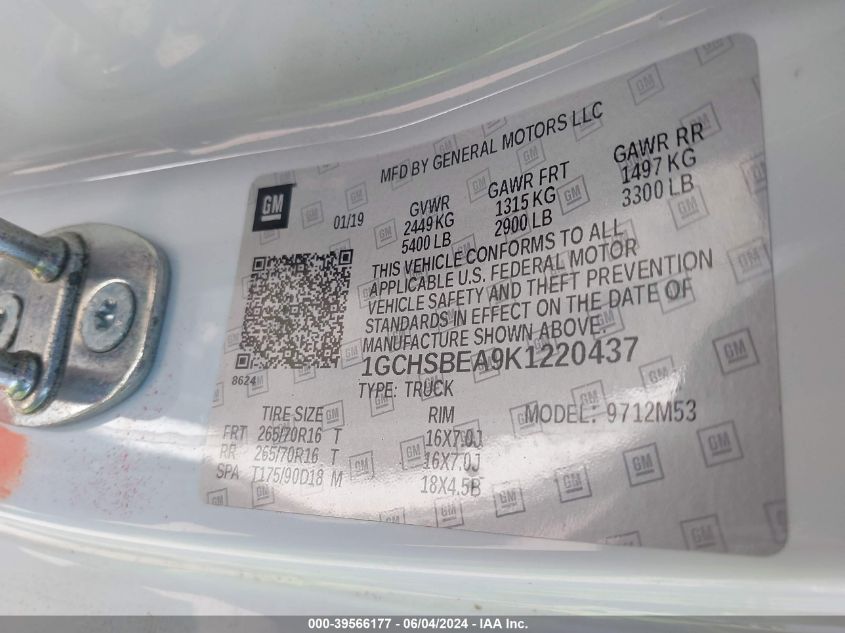 MFD BY GENERAL MOTORS LLC
GM
01/19
GVWR GAWR FRT GAWR RR
2449 KG 1315 KG 1497 KG
5400 LB 2900 LB 3300 LB
THIS VEHICLE CONFORMS TO ALL
APPLICABLE U.S. FEDERAL MOTOR
VEHICLE SAFETY AND THEFT PREVENTION
STANDARDS IN EFFECT ON THE DATE OF
MANUFACTURE SHOWN ABOVE.
1GCHSBEA9K1220437
8624
TYPE: TRUCK
TIRE SIZE RIM MODEL: 9712M53
FRT 265/70R16 T 16X7.0J
RR 265/70R16 T 16X7.0J
SPA T175/90D18 M 18X4.5B
000-39566177 - 06/04/2024 - IAA Inc.